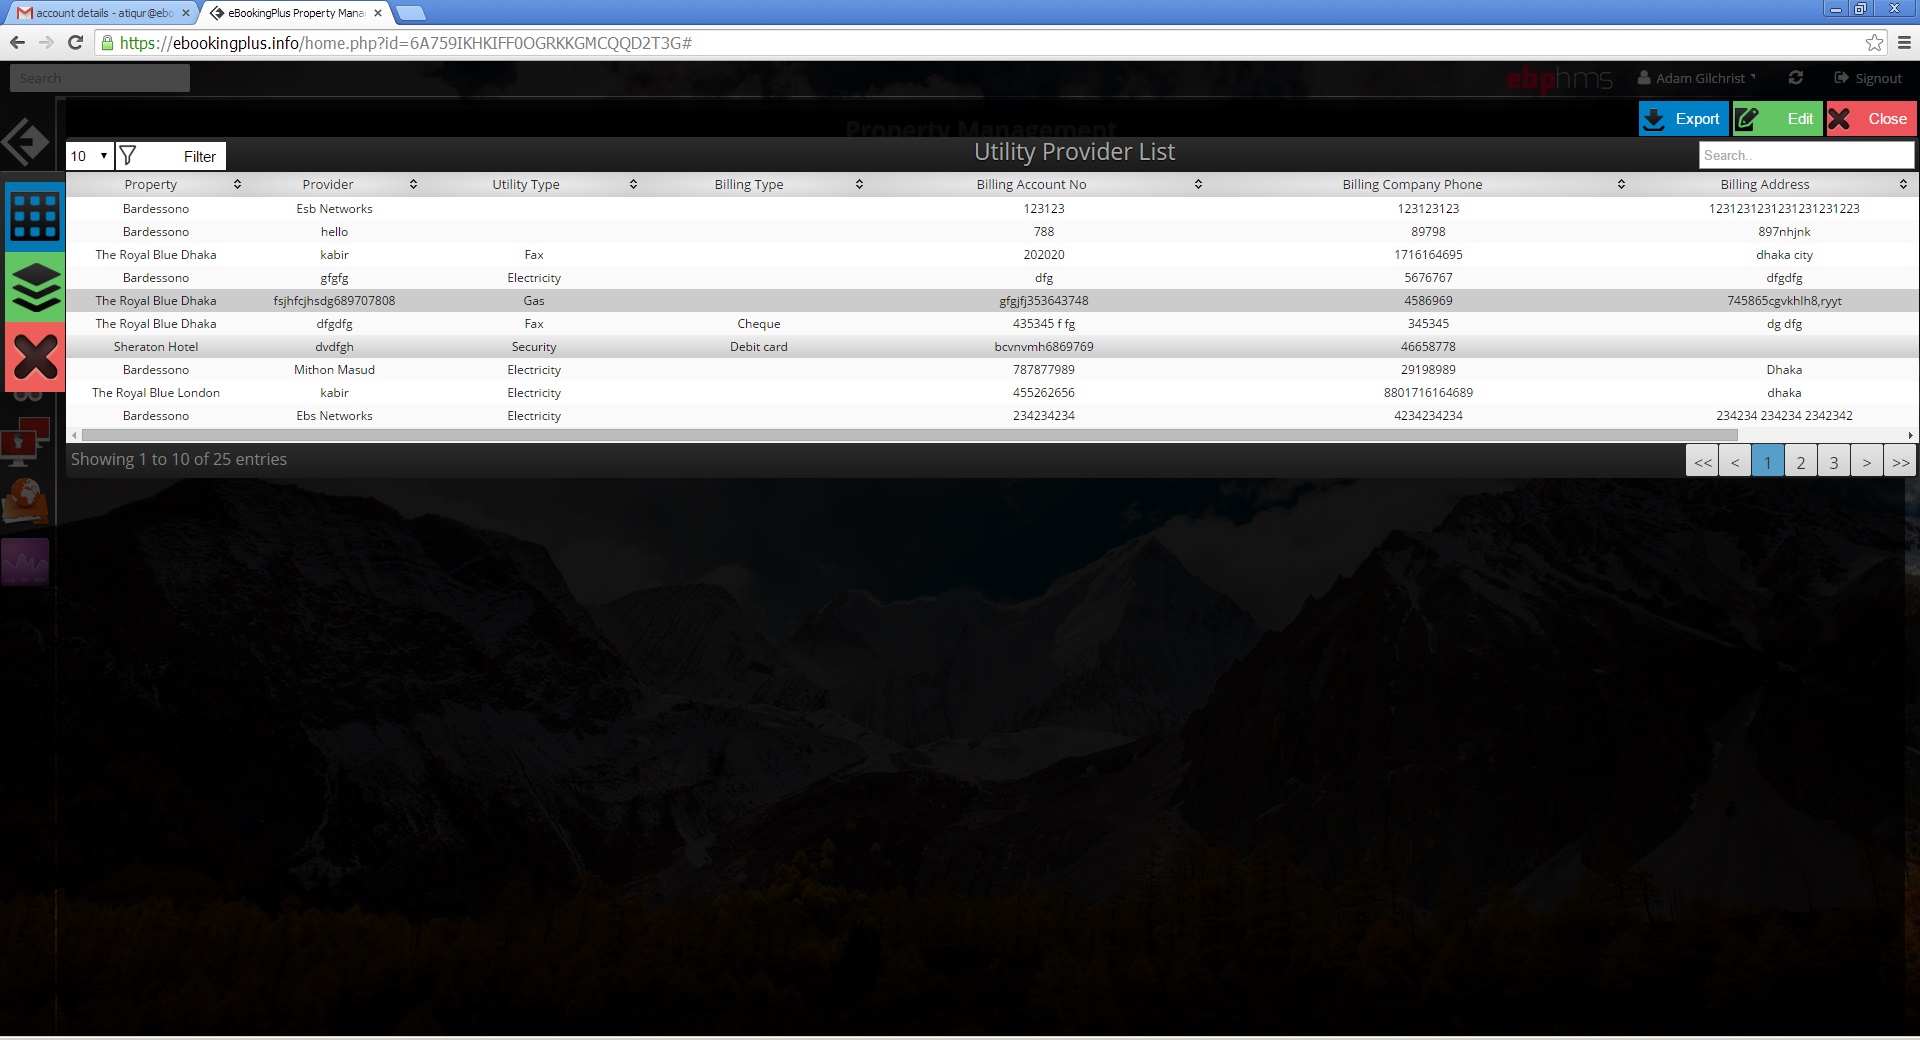 account details - atiqur@ebo
eBookingPlus Property Mana
https://ebookingplus.info/home.php?id=6A759IKHKIFF0OGRKKGMCQQD2T3G#
Search
ebphms
Adam Gilchrist
Signout
Property Management
Export
Edit
Close
10
Filter
Utility Provider List
Search..
Property Provider Utility Type Billing Type Billing Account No Billing Company Phone Billing Address
Bardessono Esb Networks 123123 123123123 1231231231231231231223
Bardessono hello 788 89798 897nhjnk
The Royal Blue Dhaka kabir Fax 202020 1716164695 dhaka city
Bardessono gfgfg Electricity dfg 5676767 dfgdfg
The Royal Blue Dhaka fsjhfcjhsdg689707808 Gas gfgjfj353643748 4586969 745865cgvkhlh8,ryyt
The Royal Blue Dhaka dfgdfg Fax Cheque 435345 f fg 345345 dg dfg
Sheraton Hotel dvdfgh Security Debit card bcvnvmh6869769 46658778
Bardessono Mithon Masud Electricity 787877989 29198989 Dhaka
The Royal Blue London kabir Electricity 455262656 8801716164689 dhaka
Bardessono Ebs Networks Electricity 234234234 4234234234 234234 234234 2342342
Showing 1 to 10 of 25 entries
<< < 1 2 3 > >>